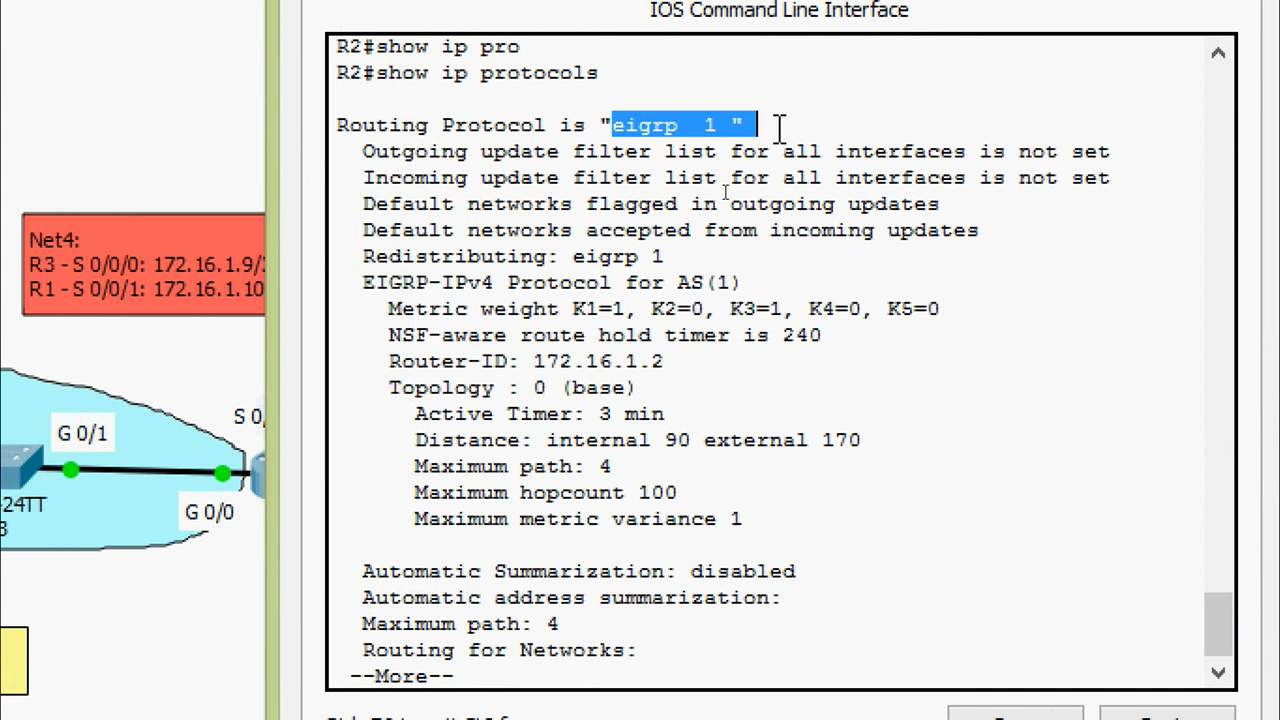 IOS Command Line Interface
R2#show ip pro
R2#show ip protocols
Routing Protocol is "eigrp  1 "
Outgoing update filter list for all interfaces is not set
Incoming update filter list for all interfaces is not set
Default networks flagged in outgoing updates
Default networks accepted from incoming updates
Redistributing: eigrp 1
EIGRP-IPv4 Protocol for AS(1)
Metric weight K1=1, K2=0, K3=1, K4=0, K5=0
NSF-aware route hold timer is 240
Router-ID: 172.16.1.2
Topology : 0 (base)
Active Timer: 3 min
Distance: internal 90 external 170
Maximum path: 4
Maximum hopcount 100
Maximum metric variance 1
Automatic Summarization: disabled
Automatic address summarization:
Maximum path: 4
Routing for Networks:
--More--
Net4:
R3 - S 0/0/0: 172.16.1.9/
R1 - S 0/0/1: 172.16.1.10
G 0/1
S 0/
G 0/0
-24TT
3